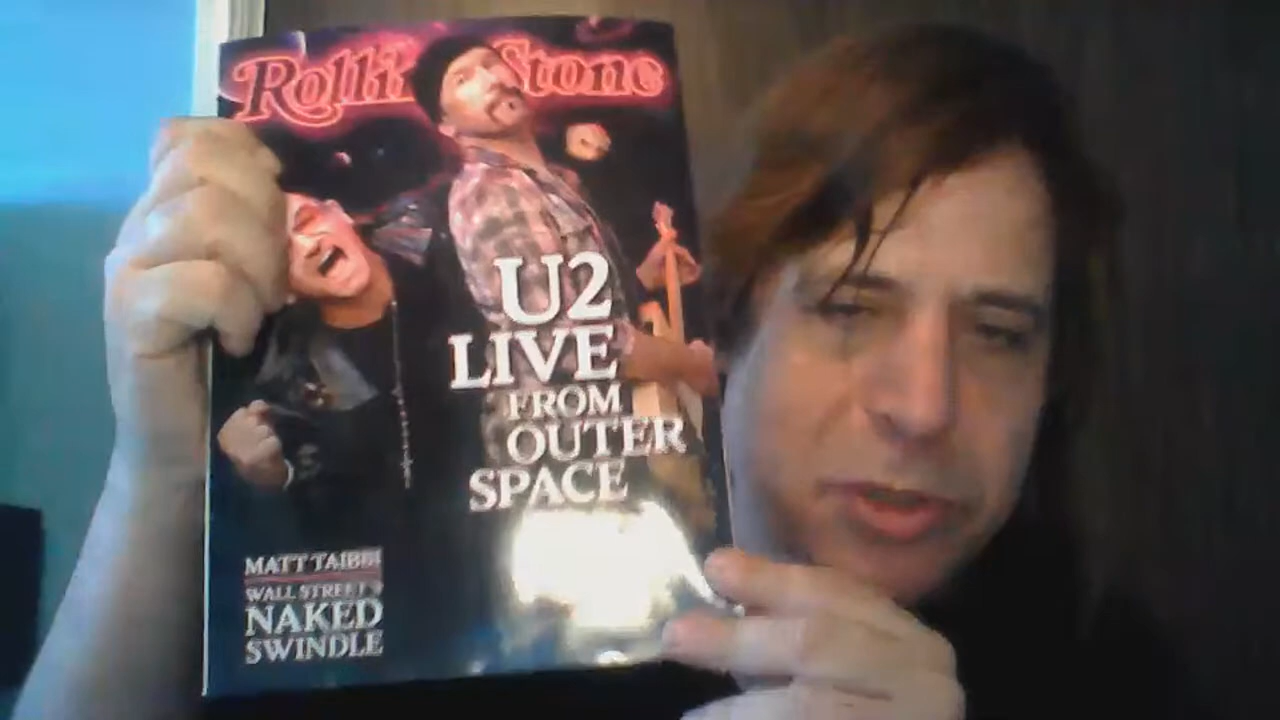 Rolling Stone
U2
LIVE
FROM
OUTER
SPACE
MATT TAIBBI
WALL STREET'S
NAKED
SWINDLE